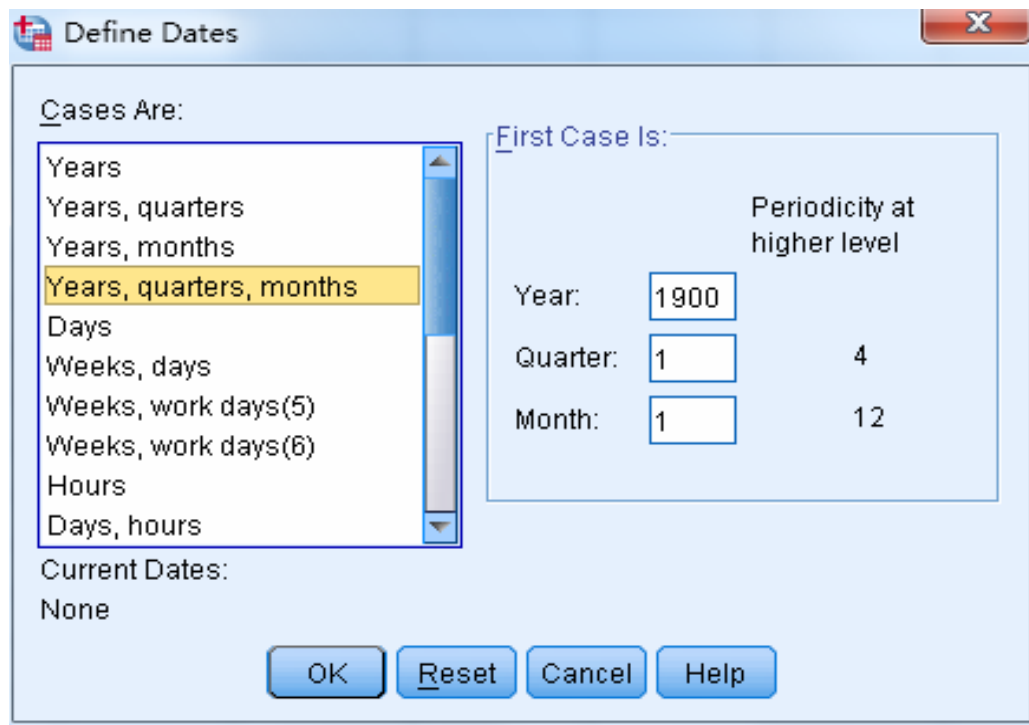 Define Dates
Cases Are:
Years
Years, quarters
Years, months
Years, quarters, months
Days
Weeks, days
Weeks, work days(5)
Weeks, work days(6)
Hours
Days, hours
First Case Is:
Periodicity at
higher level
Year: 1900
Quarter: 1 4
Month: 1 12
Current Dates:
None
OK Reset Cancel Help